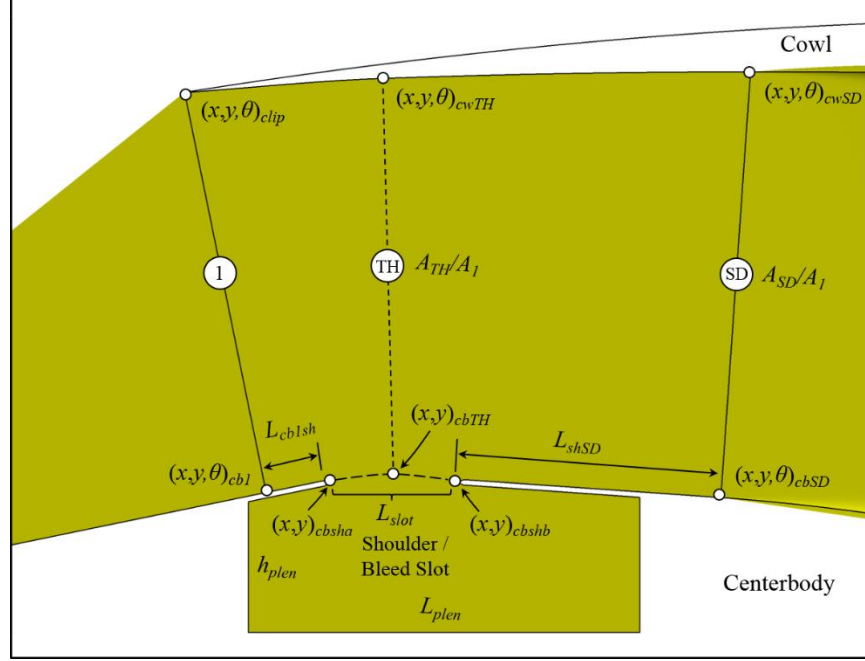 Cowl
(x,y,θ)clip
(x,y,θ)cwTH
(x,y,θ)cwSD
1
TH
ATH/A1
SD
ASD/A1
Lcb1sh
(x,y)cbTH
LshSD
(x,y,θ)cb1
(x,y,θ)cbSD
(x,y)cbsha
Lslot
(x,y)cbshb
Shoulder /
Bleed Slot
hplen
Centerbody
Lplen